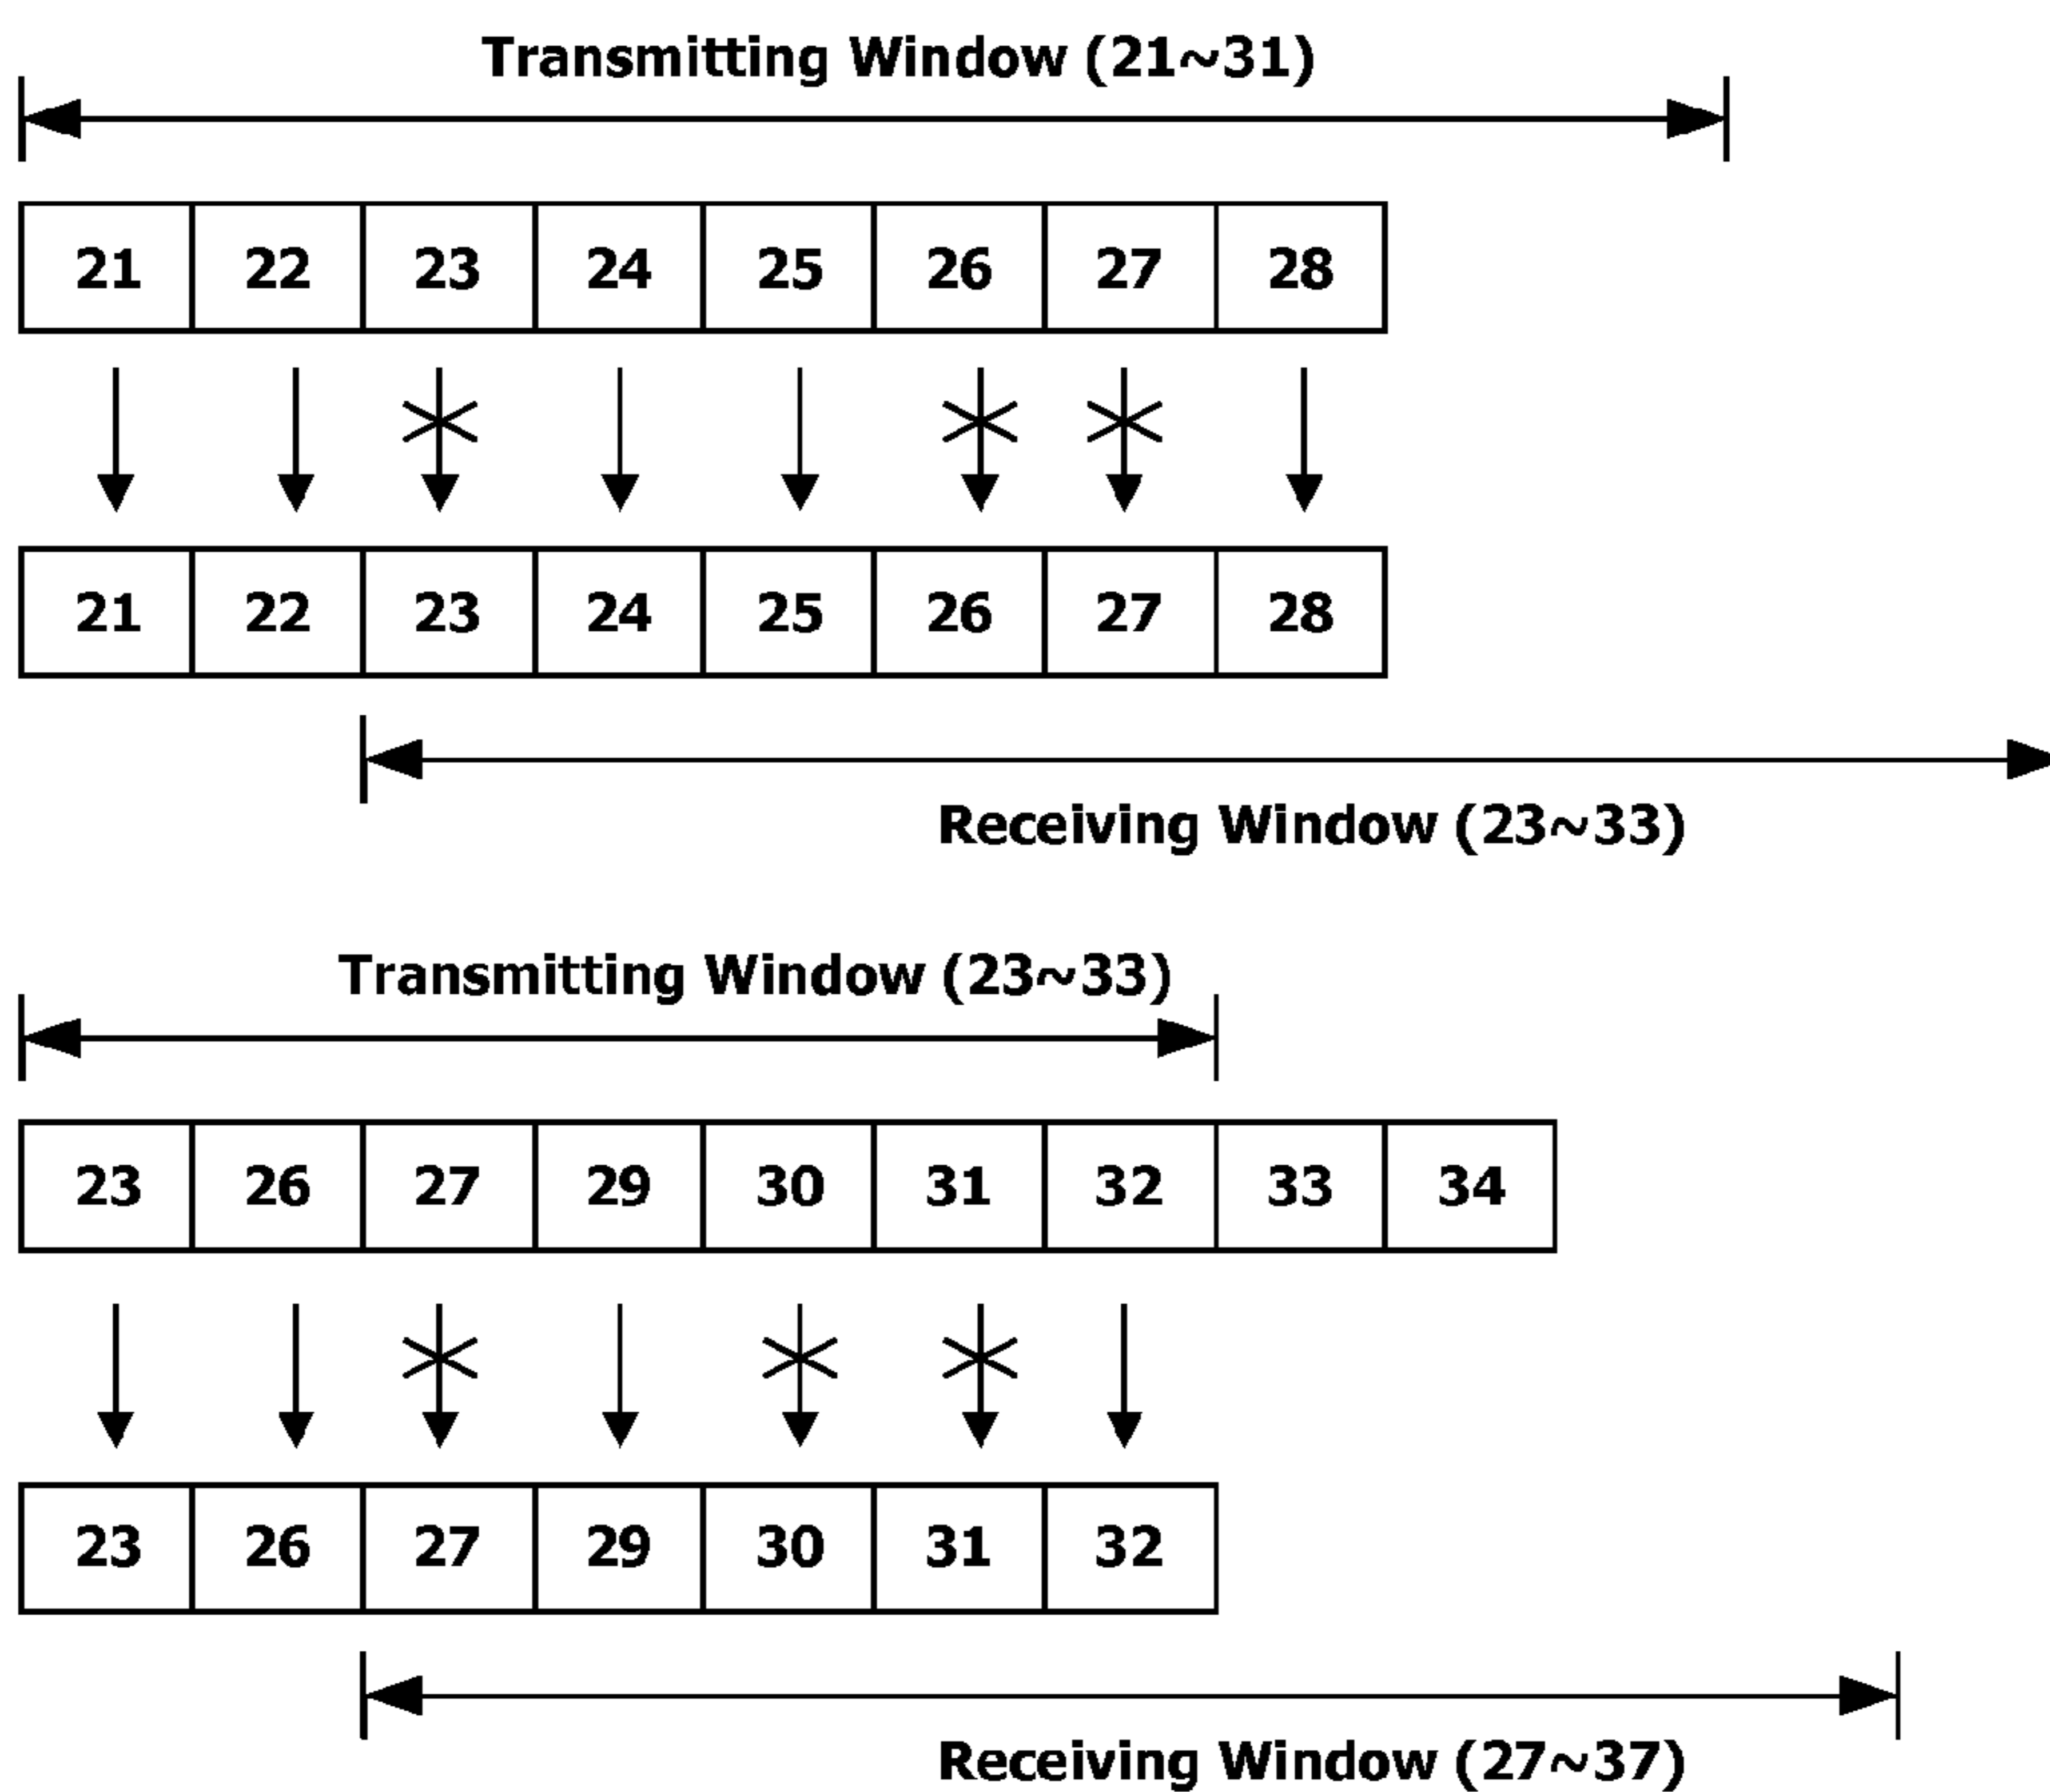 Transmitting Window (21~31)
21 22 23 24 25 26 27 28
21 22 23 24 25 26 27 28
Receiving Window (23~33)
Transmitting Window (23~33)
23 26 27 29 30 31 32 33 34
23 26 27 29 30 31 32
Receiving Window (27~37)